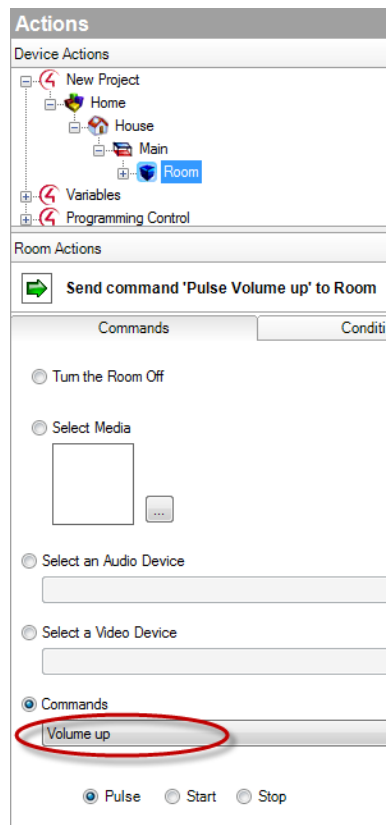 Actions
Device Actions
New Project
Home
House
Main
Room
Variables
Programming Control
Room Actions
Send command 'Pulse Volume up' to Room
Commands Conditi
Turn the Room Off
Select Media
...
Select an Audio Device
Select a Video Device
Commands
Volume up
Pulse Start Stop